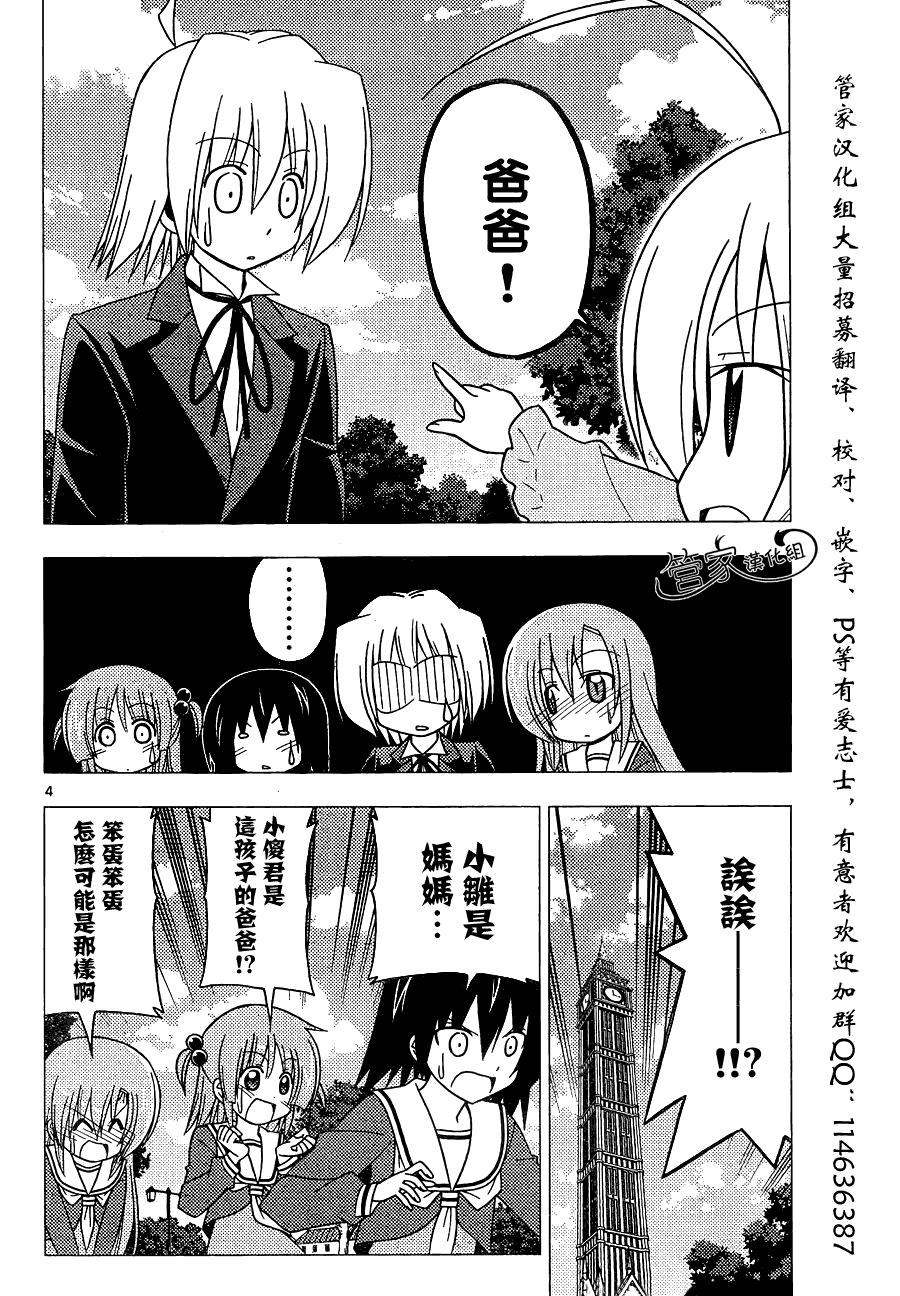 爸爸！
………
誒誒——!!?
小雛是
媽媽…
小傻君是
這孩子的爸爸!?
笨蛋笨蛋
怎麼可能是那樣啊
4
管家
漢化組
管家汉化组大量招募翻译、校对、嵌字、PS等有爱志士，有意者欢迎加群QQ：114636387